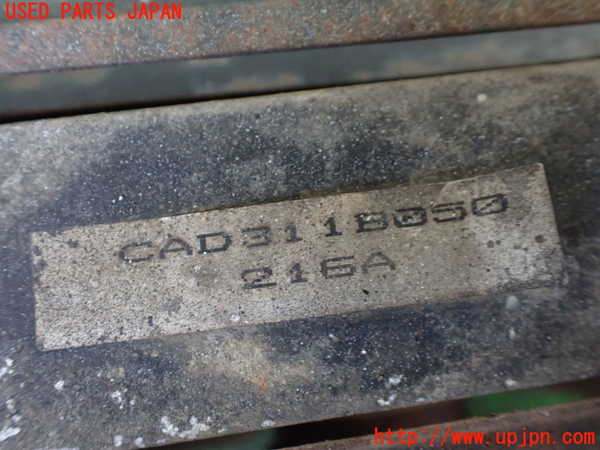 USED PARTS JAPAN
CAD311B050
216A
http://www.upjpn.com